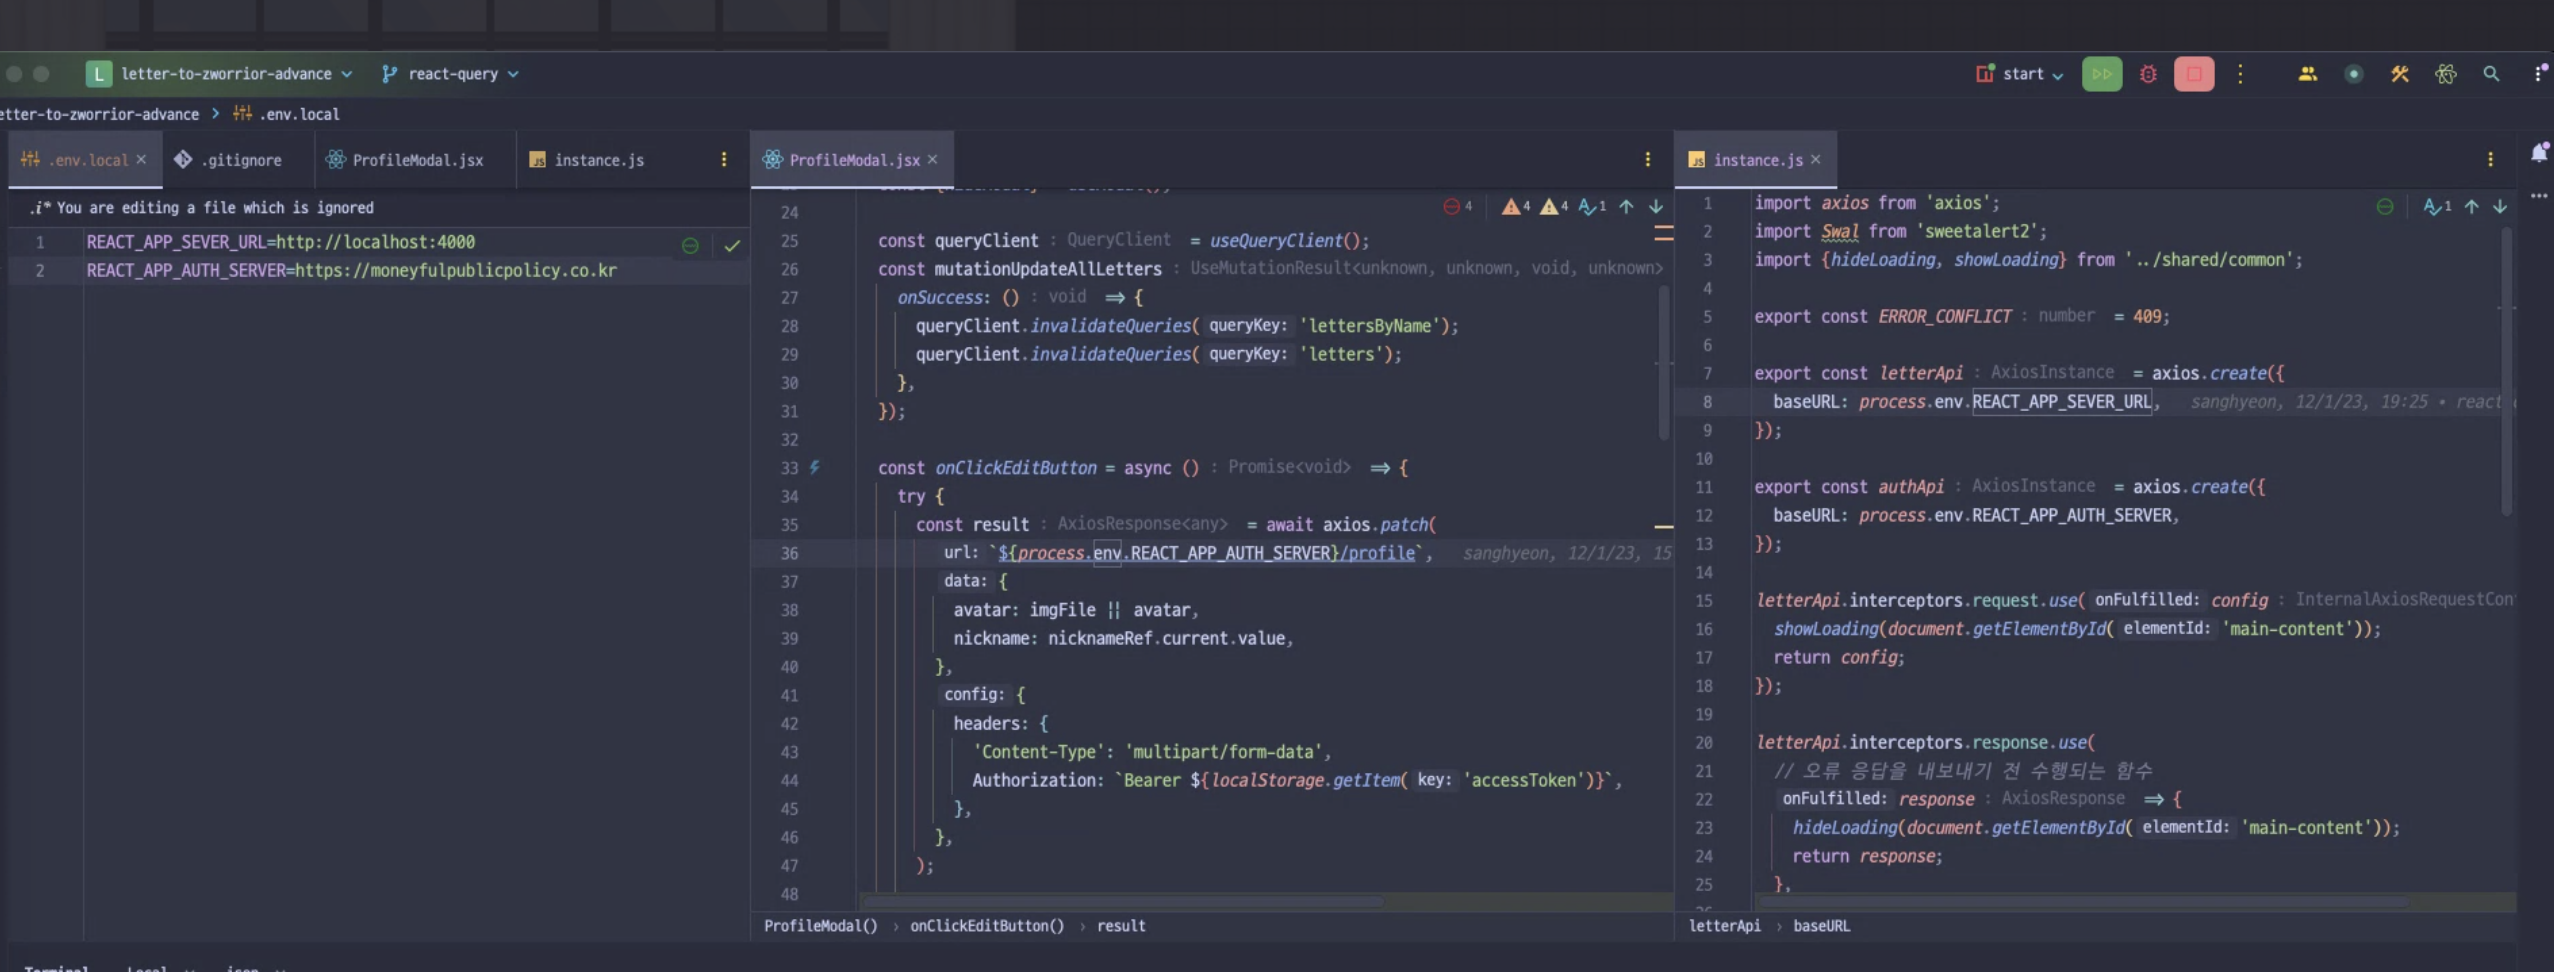 L letter-to-zworrior-advance react-query start
etter-to-zworrior-advance > .env.local
.env.local × .gitignore ProfileModal.jsx instance.js
.i* You are editing a file which is ignored
1 REACT_APP_SEVER_URL=http://localhost:4000
2 REACT_APP_AUTH_SERVER=https://moneyfulpublicpolicy.co.kr
ProfileModal.jsx ×
4 4 4 1
24
25 const queryClient : QueryClient = useQueryClient();
26 const mutationUpdateAllLetters : UseMutationResult<unknown, unknown, void, unknown>
27 onSuccess: () : void => {
28 queryClient.invalidateQueries( queryKey: 'lettersByName');
29 queryClient.invalidateQueries( queryKey: 'letters');
30 },
31 });
32
33 const onClickEditButton = async () : Promise<void> => {
34 try {
35 const result : AxiosResponse<any> = await axios.patch(
36 url: `${process.env.REACT_APP_AUTH_SERVER}/profile`, sanghyeon, 12/1/23, 15
37 data: {
38 avatar: imgFile || avatar,
39 nickname: nicknameRef.current.value,
40 },
41 config: {
42 headers: {
43 'Content-Type': 'multipart/form-data',
44 Authorization: `Bearer ${localStorage.getItem( key: 'accessToken')}`,
45 },
46 },
47 );
48
ProfileModal() > onClickEditButton() > result
instance.js ×
1
1 import axios from 'axios';
2 import Swal from 'sweetalert2';
3 import {hideLoading, showLoading} from '../shared/common';
4
5 export const ERROR_CONFLICT : number = 409;
6
7 export const letterApi : AxiosInstance = axios.create({
8 baseURL: process.env.REACT_APP_SEVER_URL, sanghyeon, 12/1/23, 19:25 • react
9 });
10
11 export const authApi : AxiosInstance = axios.create({
12 baseURL: process.env.REACT_APP_AUTH_SERVER,
13 });
14
15 letterApi.interceptors.request.use( onFulfilled: config : InternalAxiosRequestCon
16 showLoading(document.getElementById( elementId: 'main-content'));
17 return config;
18 });
19
20 letterApi.interceptors.response.use(
21 // 오류 응답을 내보내기 전 수행되는 함수
22 onFulfilled: response : AxiosResponse => {
23 hideLoading(document.getElementById( elementId: 'main-content'));
24 return response;
25 },
letterApi > baseURL